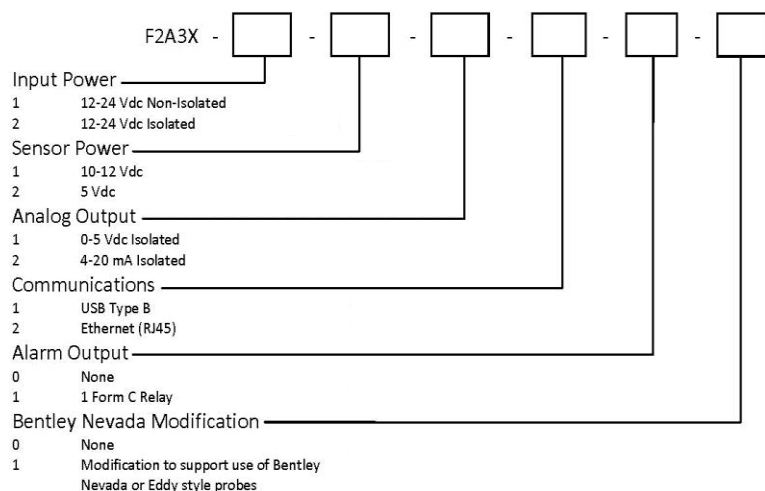 F2A3X - - - - - -
Input Power
1 12-24 Vdc Non-Isolated
2 12-24 Vdc Isolated
Sensor Power
1 10-12 Vdc
2 5 Vdc
Analog Output
1 0-5 Vdc Isolated
2 4-20 mA Isolated
Communications
1 USB Type B
2 Ethernet (RJ45)
Alarm Output
0 None
1 1 Form C Relay
Bentley Nevada Modification
0 None
1 Modification to support use of Bentley
Nevada or Eddy style probes